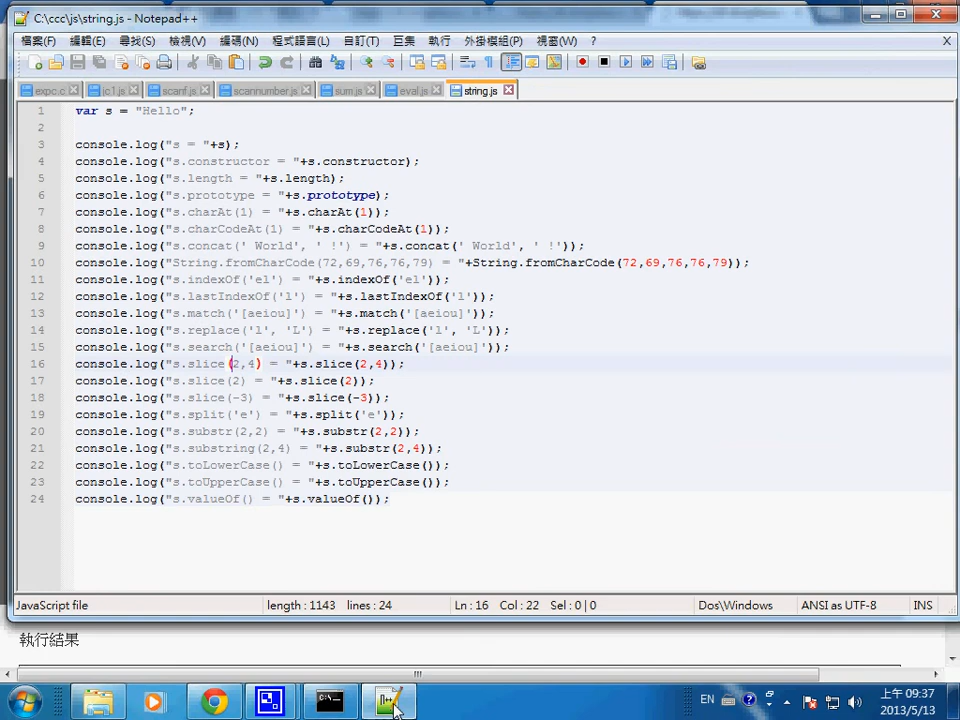 C:\ccc\js\string.js - Notepad++
檔案(F) 編輯(E) 尋找(S) 檢視(V) 編碼(N) 程式語言(L) 自訂(T) 巨集 執行 外掛模組(P) 視窗(W) ? X
expc.c jc1.js scanf.js scannumber.js sum.js eval.js string.js
1 var s = "Hello";
2
3 console.log("s = "+s);
4 console.log("s.constructor = "+s.constructor);
5 console.log("s.length = "+s.length);
6 console.log("s.prototype = "+s.prototype);
7 console.log("s.charAt(1) = "+s.charAt(1));
8 console.log("s.charCodeAt(1) = "+s.charCodeAt(1));
9 console.log("s.concat(' World', ' !') = "+s.concat(' World', ' !'));
10 console.log("String.fromCharCode(72,69,76,76,79) = "+String.fromCharCode(72,69,76,76,79));
11 console.log("s.indexOf('el') = "+s.indexOf('el'));
12 console.log("s.lastIndexOf('l') = "+s.lastIndexOf('l'));
13 console.log("s.match('[aeiou]') = "+s.match('[aeiou]'));
14 console.log("s.replace('l', 'L') = "+s.replace('l', 'L'));
15 console.log("s.search('[aeiou]') = "+s.search('[aeiou]'));
16 console.log("s.slice(2,4) = "+s.slice(2,4));
17 console.log("s.slice(2) = "+s.slice(2));
18 console.log("s.slice(-3) = "+s.slice(-3));
19 console.log("s.split('e') = "+s.split('e'));
20 console.log("s.substr(2,2) = "+s.substr(2,2));
21 console.log("s.substring(2,4) = "+s.substr(2,4));
22 console.log("s.toLowerCase() = "+s.toLowerCase());
23 console.log("s.toUpperCase() = "+s.toUpperCase());
24 console.log("s.valueOf() = "+s.valueOf());
JavaScript file length : 1143 lines : 24 Ln : 16 Col : 22 Sel : 0 | 0 Dos\Windows ANSI as UTF-8 INS
執行結果
EN 上午 09:37
2013/5/13